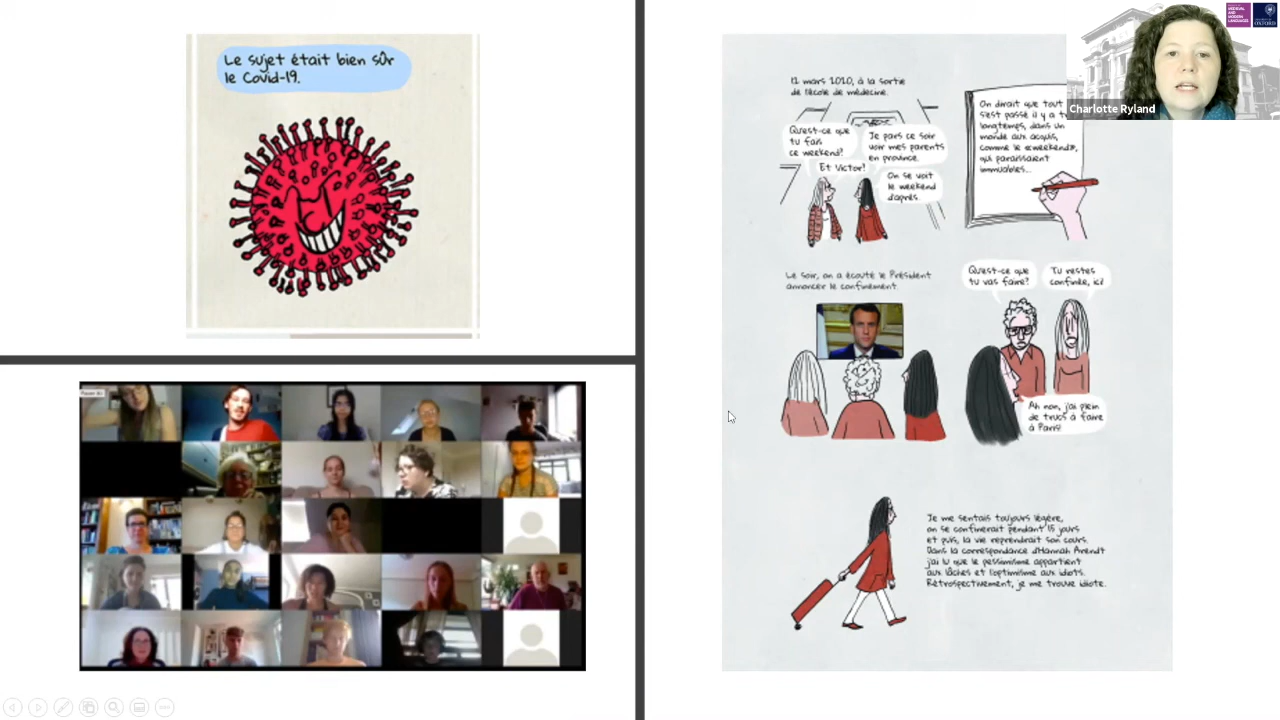 Le sujet était bien sûr
le Covid-19.
12 mars 2020, à la sortie
de l'école de médecine.
Qu'est-ce que
tu fais
ce weekend?
Je pars ce soir
voir mes parents
en province.
Et Victor?
On se voit
le weekend
d'après.
On dirait que tout
s'est passé il y a
longtemps, dans un
monde aux acquis,
comme le «weekend»,
qui paraissaient
immuables...
Le soir, on a écouté le Président
annoncer le confinement.
Qu'est-ce que
tu vas faire?
Tu restes
confinée, ici!
Ah non, j'ai plein
de trucs à faire
à Paris!
Je me sentais toujours légère,
on se confinerait pendant 15 jours
et puis, la vie reprendrait son cours.
Dans la correspondance d'Hannah Arendt
j'ai lu que le pessimisme appartient
aux lâches et l'optimisme aux idiots.
Rétrospectivement, je me trouve idiote.
Charlotte Ryland
MEDIEVAL
AND
MODERN
LANGUAGES
OXFORD